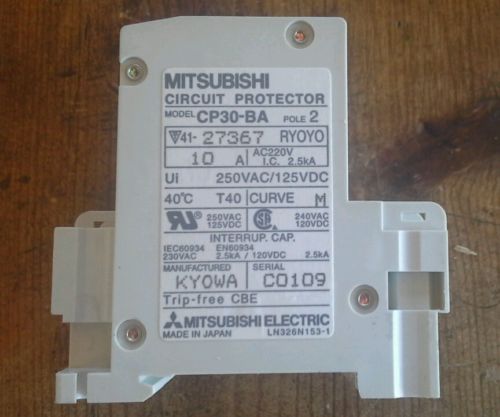 MITSUBISHI
CIRCUIT PROTECTOR
MODEL CP30-BA POLE 2
41- 27367 RYOYO
10 A AC220V I.C. 2.5kA
Ui 250VAC/125VDC
40°C T40 CURVE M
250VAC 125VDC 240VAC 120VDC
INTERRUP. CAP.
IEC60934 EN60934
230VAC 2.5kA / 120VDC 2.5kA
MANUFACTURED SERIAL
KYOWA C0109
Trip-free CBE
MITSUBISHI ELECTRIC
MADE IN JAPAN LN326N153-1